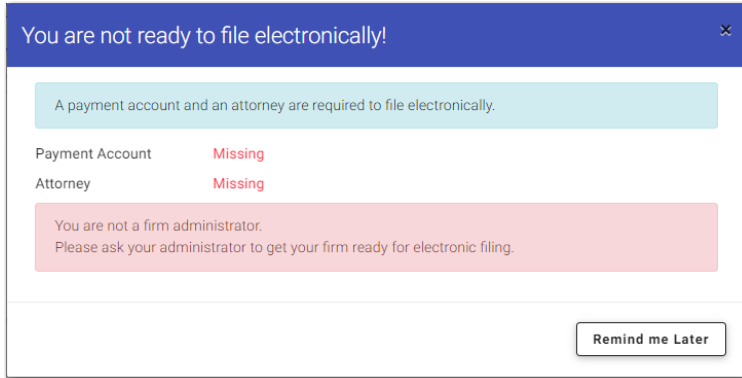 You are not ready to file electronically!
×
A payment account and an attorney are required to file electronically.
Payment Account Missing
Attorney Missing
You are not a firm administrator.
Please ask your administrator to get your firm ready for electronic filing.
Remind me Later